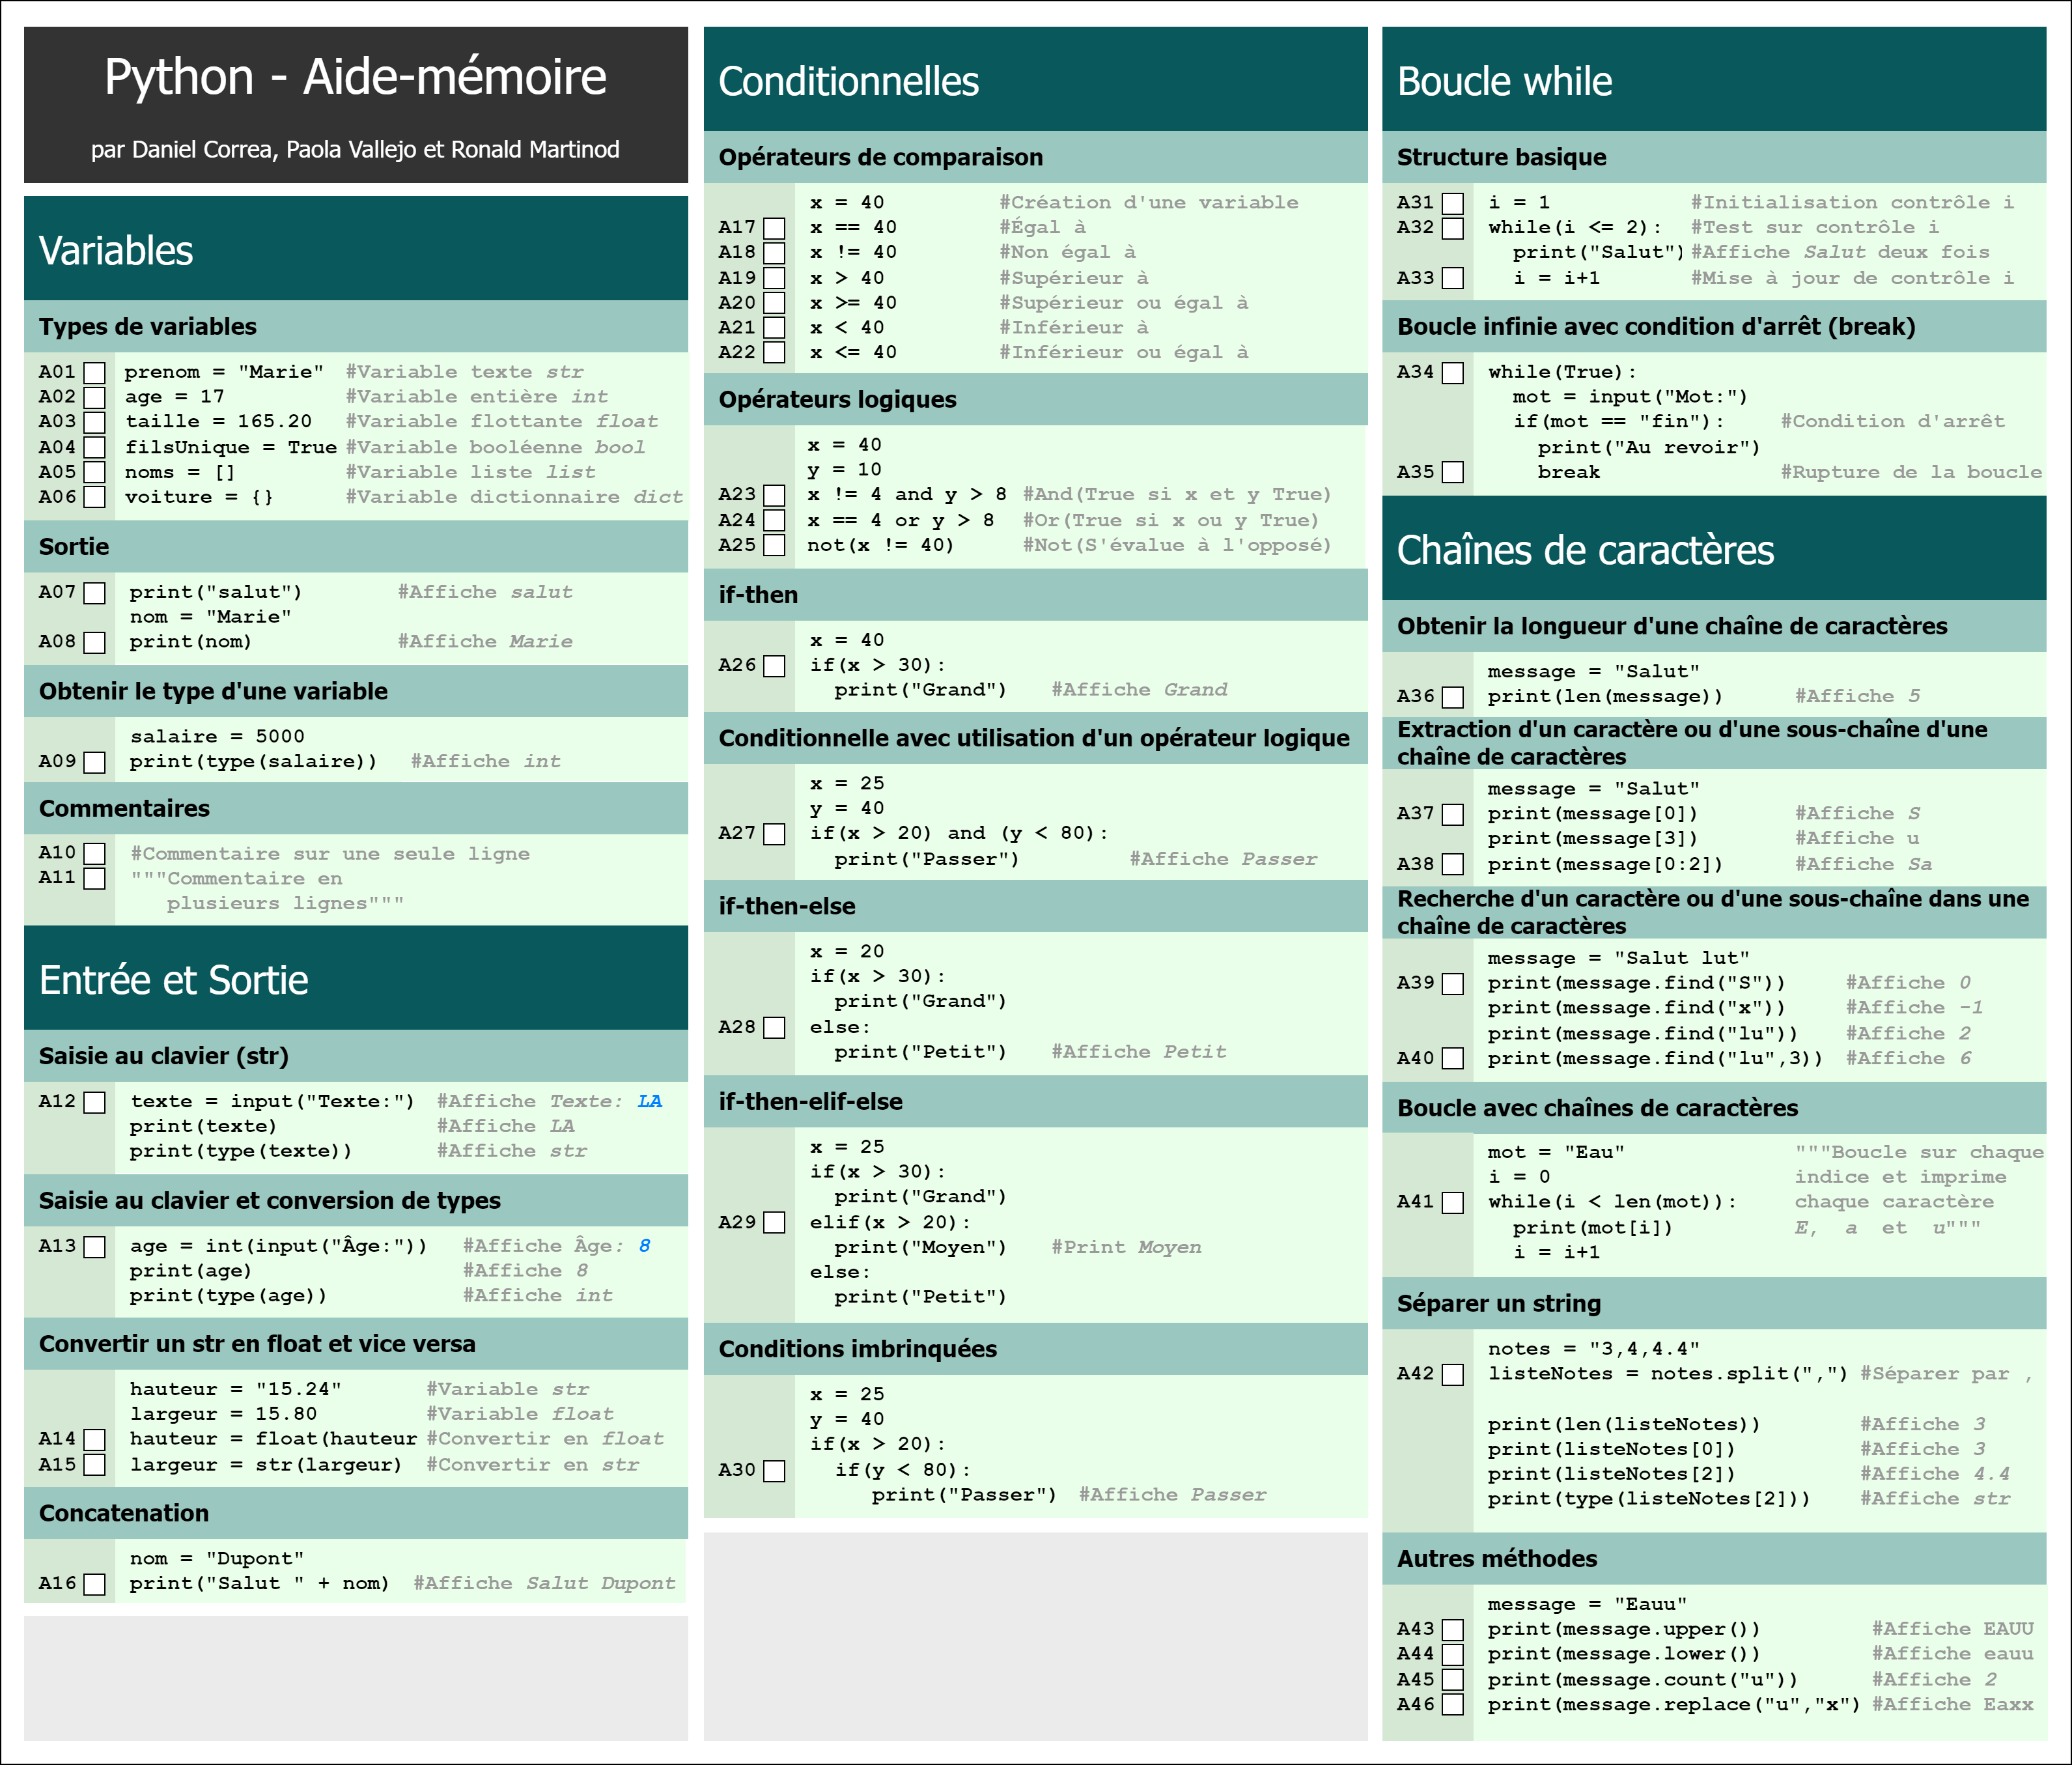 Python - Aide-mémoire
par Daniel Correa, Paola Vallejo et Ronald Martinod
Variables
Types de variables
A01 prenom = "Marie" #Variable texte str
A02 age = 17 #Variable entière int
A03 taille = 165.20 #Variable flottante float
A04 filsUnique = True #Variable booléenne bool
A05 noms = [] #Variable liste list
A06 voiture = {} #Variable dictionnaire dict
Sortie
A07 print("salut") #Affiche salut
nom = "Marie"
A08 print(nom) #Affiche Marie
Obtenir le type d'une variable
salaire = 5000
A09 print(type(salaire)) #Affiche int
Commentaires
A10 #Commentaire sur une seule ligne
A11 """Commentaire en
plusieurs lignes"""
Entrée et Sortie
Saisie au clavier (str)
A12 texte = input("Texte:") #Affiche Texte: LA
print(texte) #Affiche LA
print(type(texte)) #Affiche str
Saisie au clavier et conversion de types
A13 age = int(input("Âge:")) #Affiche Âge: 8
print(age) #Affiche 8
print(type(age)) #Affiche int
Convertir un str en float et vice versa
hauteur = "15.24" #Variable str
largeur = 15.80 #Variable float
A14 hauteur = float(hauteur #Convertir en float
A15 largeur = str(largeur) #Convertir en str
Concatenation
nom = "Dupont"
A16 print("Salut " + nom) #Affiche Salut Dupont
Conditionnelles
Opérateurs de comparaison
x = 40 #Création d'une variable
A17 x == 40 #Égal à
A18 x != 40 #Non égal à
A19 x > 40 #Supérieur à
A20 x >= 40 #Supérieur ou égal à
A21 x < 40 #Inférieur à
A22 x <= 40 #Inférieur ou égal à
Opérateurs logiques
x = 40
y = 10
A23 x != 4 and y > 8 #And(True si x et y True)
A24 x == 4 or y > 8 #Or(True si x ou y True)
A25 not(x != 40) #Not(S'évalue à l'opposé)
if-then
x = 40
A26 if(x > 30):
print("Grand") #Affiche Grand
Conditionnelle avec utilisation d'un opérateur logique
x = 25
y = 40
A27 if(x > 20) and (y < 80):
print("Passer") #Affiche Passer
if-then-else
x = 20
if(x > 30):
print("Grand")
A28 else:
print("Petit") #Affiche Petit
if-then-elif-else
x = 25
if(x > 30):
print("Grand")
A29 elif(x > 20):
print("Moyen") #Print Moyen
else:
print("Petit")
Conditions imbrinquées
x = 25
y = 40
if(x > 20):
A30 if(y < 80):
print("Passer") #Affiche Passer
Boucle while
Structure basique
A31 i = 1 #Initialisation contrôle i
A32 while(i <= 2): #Test sur contrôle i
print("Salut") #Affiche Salut deux fois
A33 i = i+1 #Mise à jour de contrôle i
Boucle infinie avec condition d'arrêt (break)
A34 while(True):
mot = input("Mot:")
if(mot == "fin"): #Condition d'arrêt
print("Au revoir")
A35 break #Rupture de la boucle
Chaînes de caractères
Obtenir la longueur d'une chaîne de caractères
message = "Salut"
A36 print(len(message)) #Affiche 5
Extraction d'un caractère ou d'une sous-chaîne d'une
chaîne de caractères
message = "Salut"
A37 print(message[0]) #Affiche S
print(message[3]) #Affiche u
A38 print(message[0:2]) #Affiche Sa
Recherche d'un caractère ou d'une sous-chaîne dans une
chaîne de caractères
message = "Salut lut"
A39 print(message.find("S")) #Affiche 0
print(message.find("x")) #Affiche -1
print(message.find("lu")) #Affiche 2
A40 print(message.find("lu",3)) #Affiche 6
Boucle avec chaînes de caractères
mot = "Eau" """Boucle sur chaque
i = 0 indice et imprime
A41 while(i < len(mot)): chaque caractère
print(mot[i]) E, a et u"""
i = i+1
Séparer un string
notes = "3,4,4.4"
A42 listeNotes = notes.split(",") #Séparer par ,
print(len(listeNotes)) #Affiche 3
print(listeNotes[0]) #Affiche 3
print(listeNotes[2]) #Affiche 4.4
print(type(listeNotes[2])) #Affiche str
Autres méthodes
message = "Eauu"
A43 print(message.upper()) #Affiche EAUU
A44 print(message.lower()) #Affiche eauu
A45 print(message.count("u")) #Affiche 2
A46 print(message.replace("u","x") #Affiche Eaxx